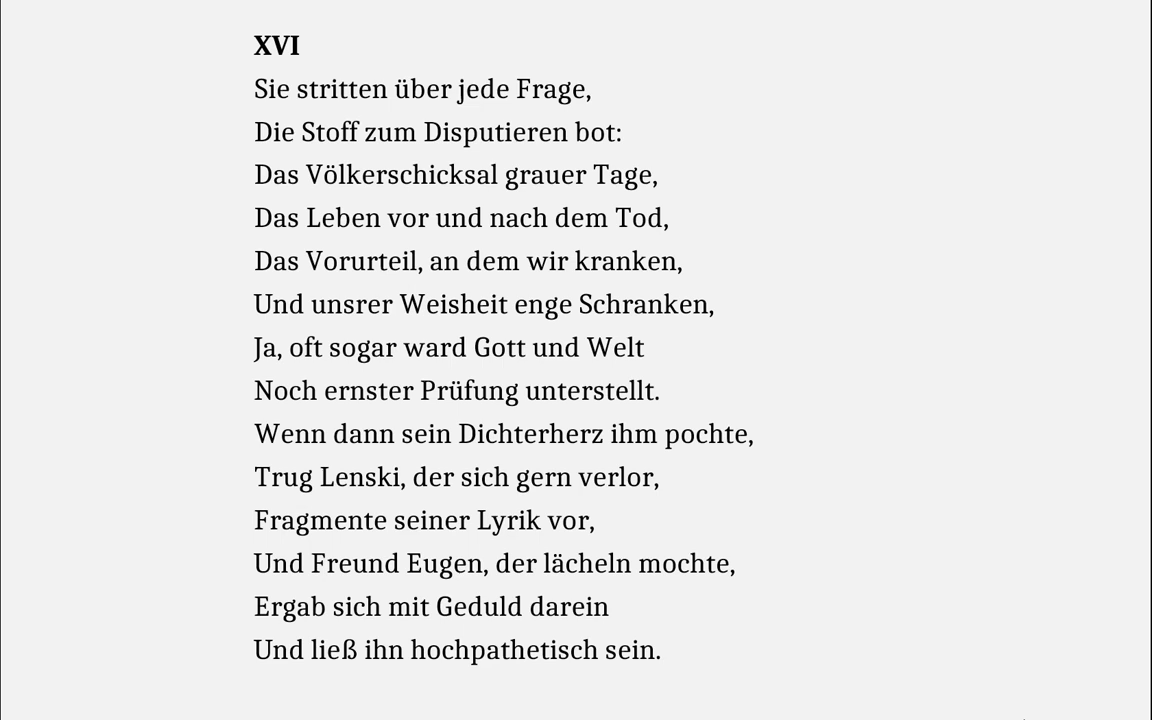 XVI
Sie stritten über jede Frage,
Die Stoff zum Disputieren bot:
Das Völkerschicksal grauer Tage,
Das Leben vor und nach dem Tod,
Das Vorurteil, an dem wir kranken,
Und unsrer Weisheit enge Schranken,
Ja, oft sogar ward Gott und Welt
Noch ernster Prüfung unterstellt.
Wenn dann sein Dichterherz ihm pochte,
Trug Lenski, der sich gern verlor,
Fragmente seiner Lyrik vor,
Und Freund Eugen, der lächeln mochte,
Ergab sich mit Geduld darein
Und ließ ihn hochpathetisch sein.